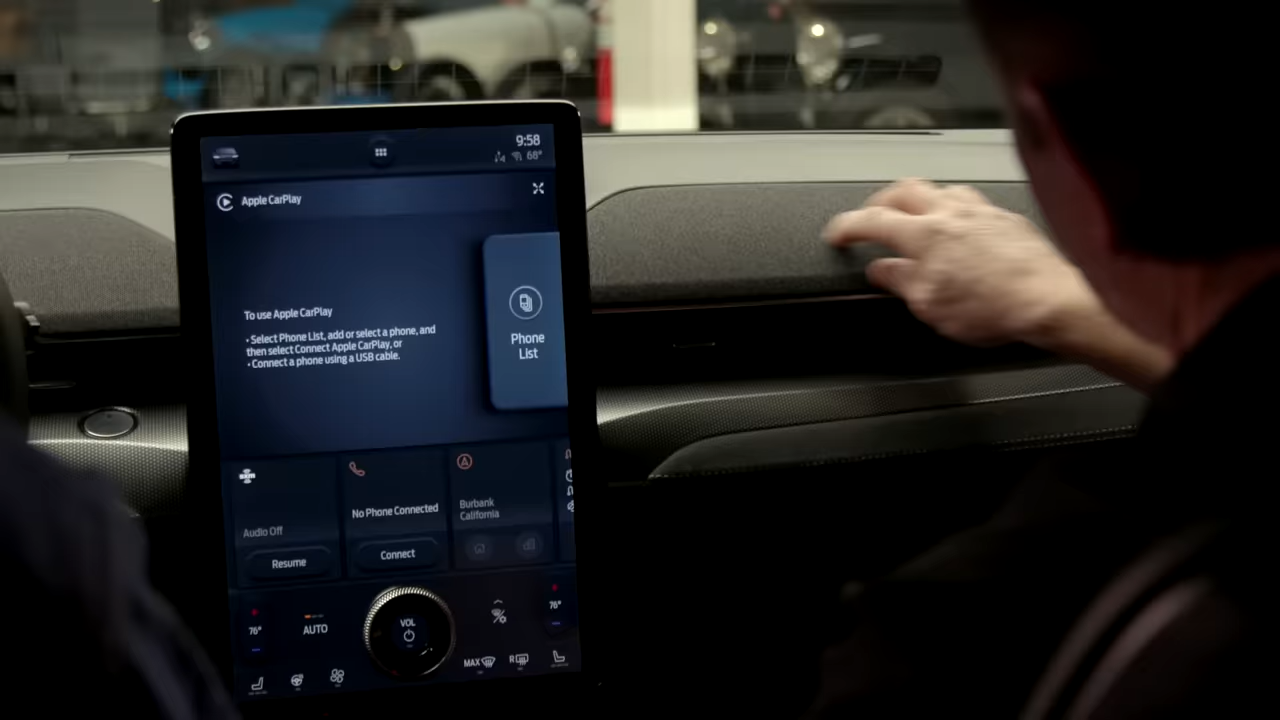 9:58
68°
Apple CarPlay
To use Apple CarPlay
• Select Phone List, add or select a phone, and
then select Connect Apple CarPlay, or
• Connect a phone using a USB cable.
Phone
List
sxm
Audio Off
Resume
No Phone Connected
Connect
Burbank
California
76°
AUTO
VOL
76°
MAX
R